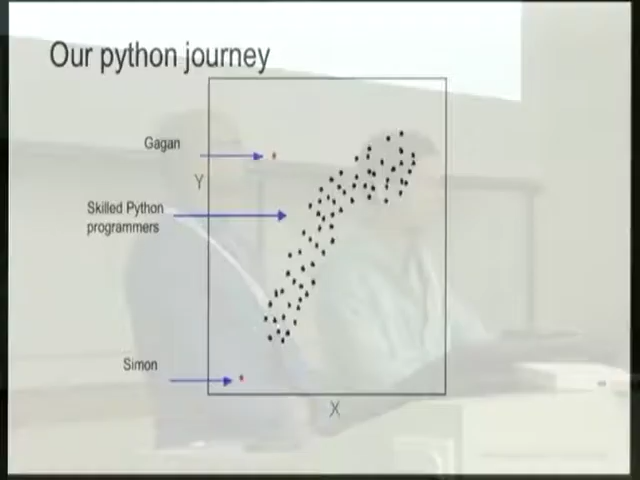 Our python journey
Gagan
Y
Skilled Python
programmers
Simon
X